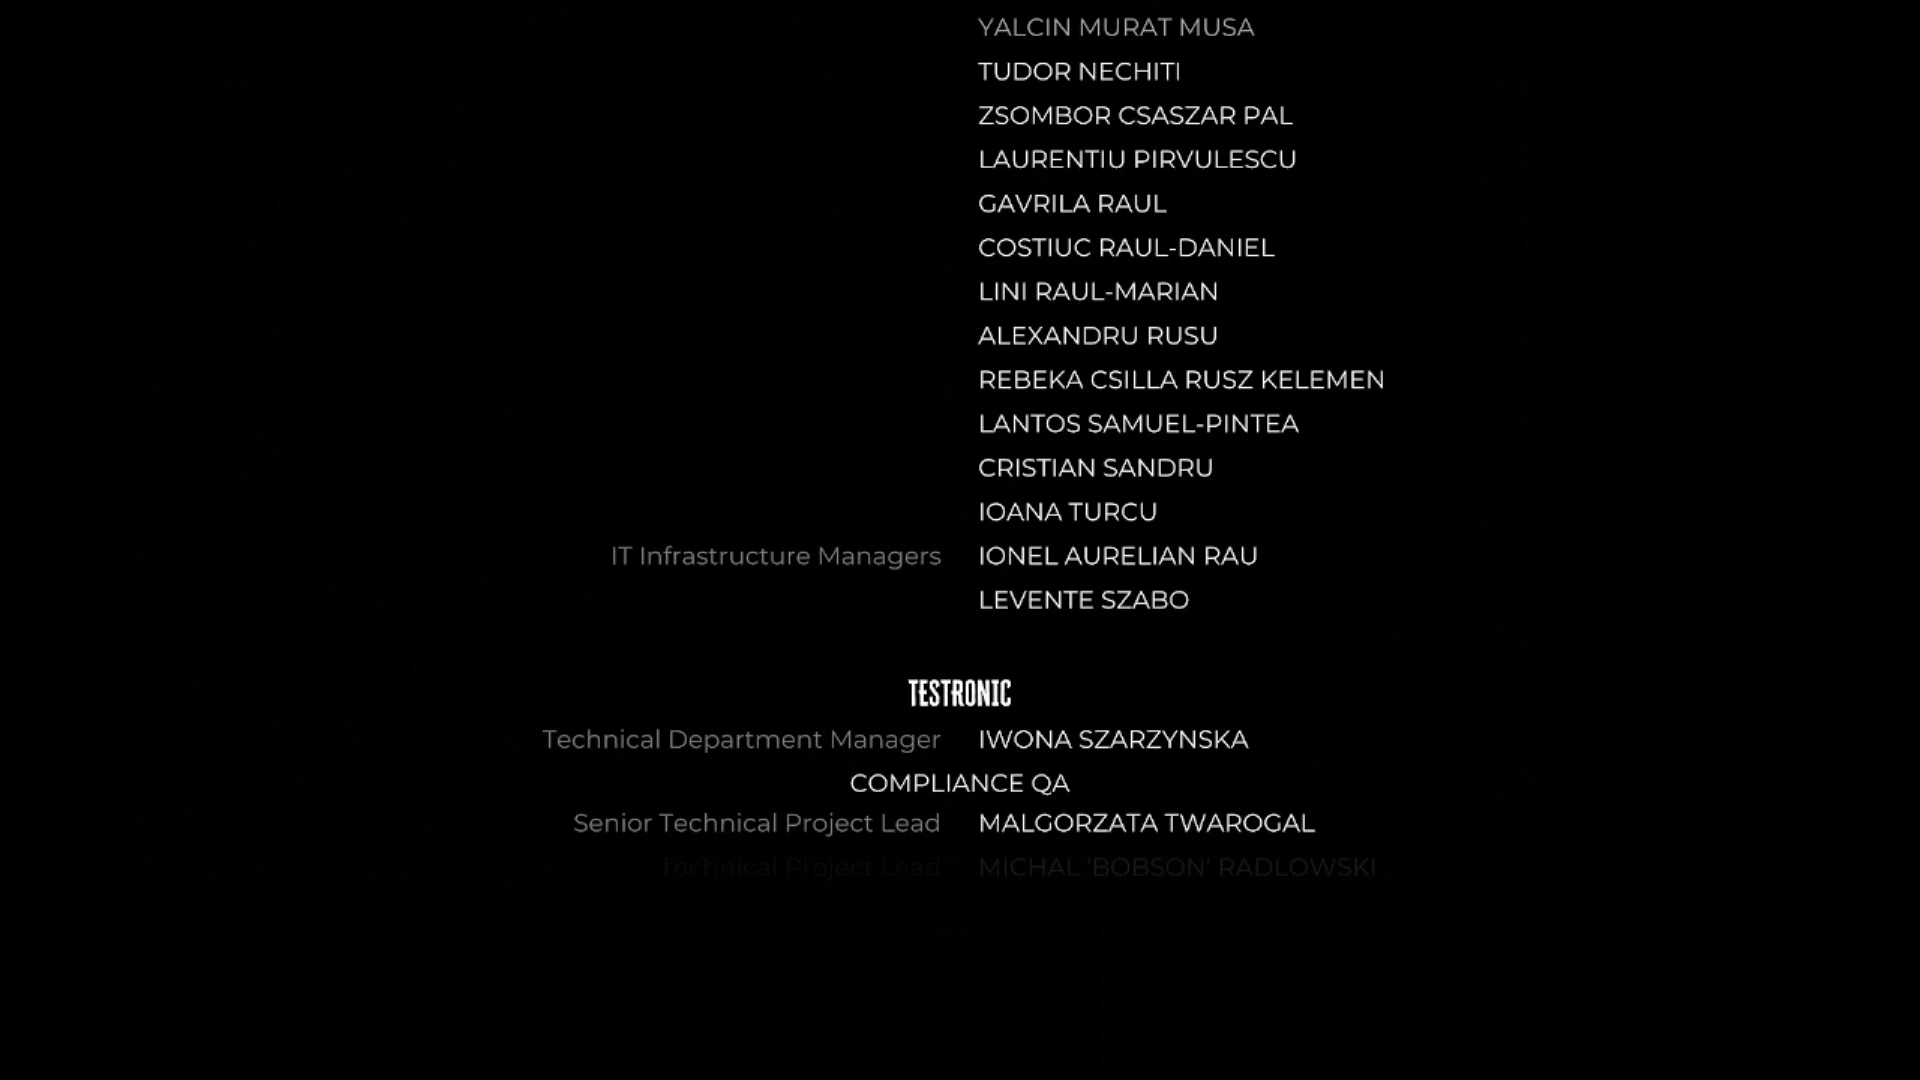 YALCIN MURAT MUSA
TUDOR NECHITI
ZSOMBOR CSASZAR PAL
LAURENTIU PIRVULESCU
GAVRILA RAUL
COSTIUC RAUL-DANIEL
LINI RAUL-MARIAN
ALEXANDRU RUSU
REBEKA CSILLA RUSZ KELEMEN
LANTOS SAMUEL-PINTEA
CRISTIAN SANDRU
IOANA TURCU
IT Infrastructure Managers IONEL AURELIAN RAU
LEVENTE SZABO
TESTRONIC
Technical Department Manager IWONA SZARZYNSKA
COMPLIANCE QA
Senior Technical Project Lead MALGORZATA TWAROGAL
Technical Project Lead MICHAL ‘BOBSON’ RADLOWSKI